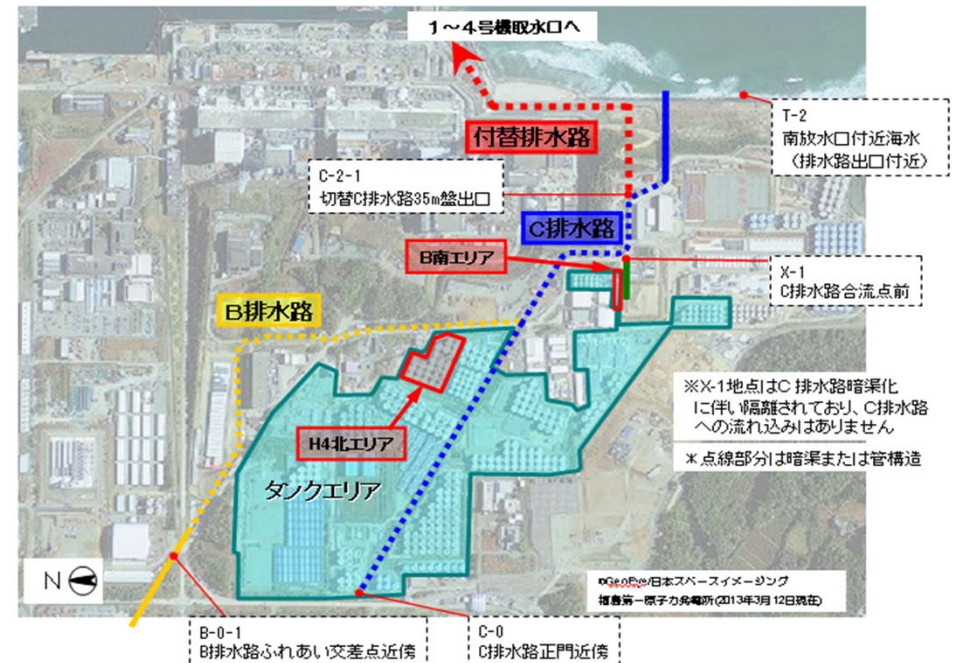 1～4号機取水口へ
T-2
南放水口付近海水
（排水路出口付近）
付替排水路
C-2-1
切替C排水路35m盤出口
C排水路
B南エリア
X-1
C排水路合流点前
B排水路
※X-1地点はC排水路暗渠化
に伴い隔離されており、C排水路
への流れ込みはありません
H4北エリア
＊点線部分は暗渠または管構造
タンクエリア
N
©GeoEye/日本スペースイメージング
福島第一原子力発電所(2013年3月12日現在)
B-0-1
B排水路ふれあい交差点近傍
C-0
C排水路正門近傍